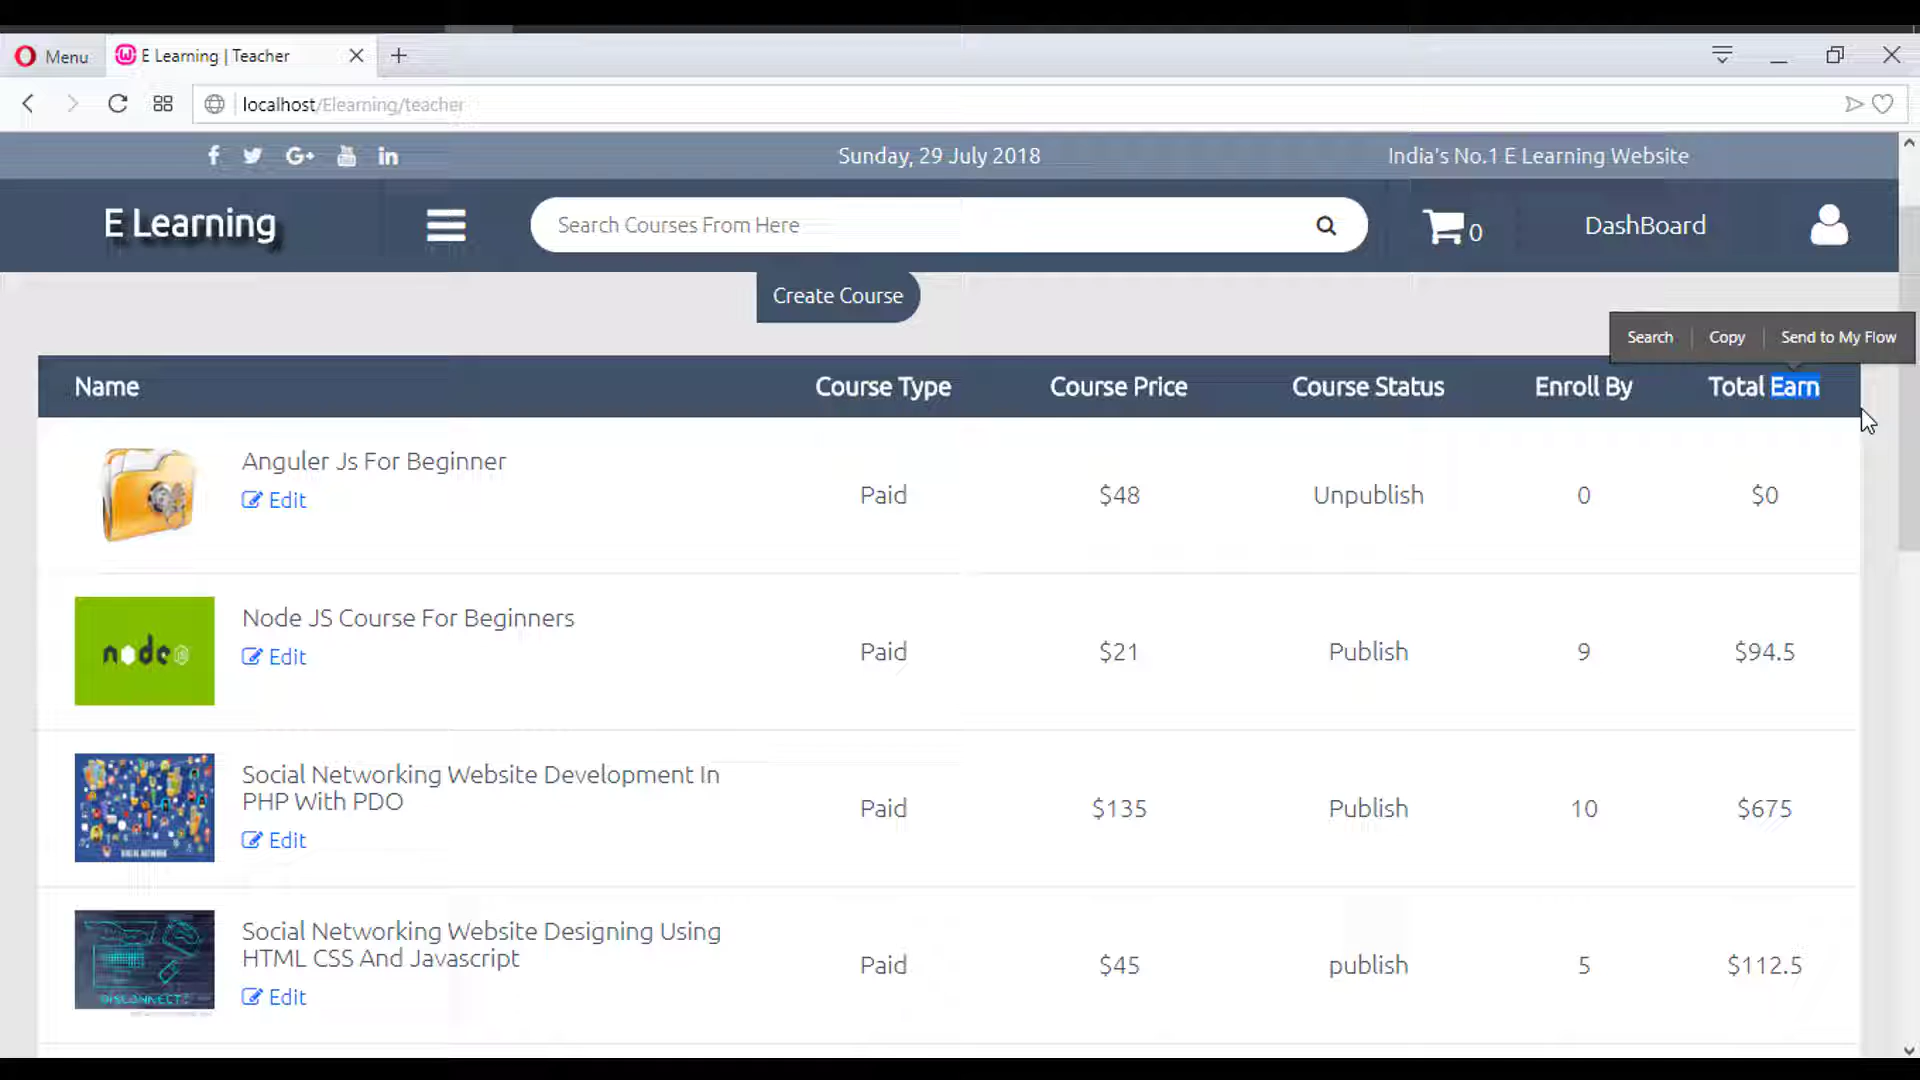 Menu
E Learning | Teacher
localhost/Elearning/teacher
Sunday, 29 July 2018
India's No.1 E Learning Website
E Learning
Search Courses From Here
0
DashBoard
Create Course
Search
Copy
Send to My Flow
Name
Course Type
Course Price
Course Status
Enroll By
Total Earn
Anguler Js For Beginner
Edit
Paid
$48
Unpublish
0
$0
node
Node JS Course For Beginners
Edit
Paid
$21
Publish
9
$94.5
Social Networking Website Development In
PHP With PDO
Edit
Paid
$135
Publish
10
$675
Social Networking Website Designing Using
HTML CSS And Javascript
Edit
Paid
$45
publish
5
$112.5